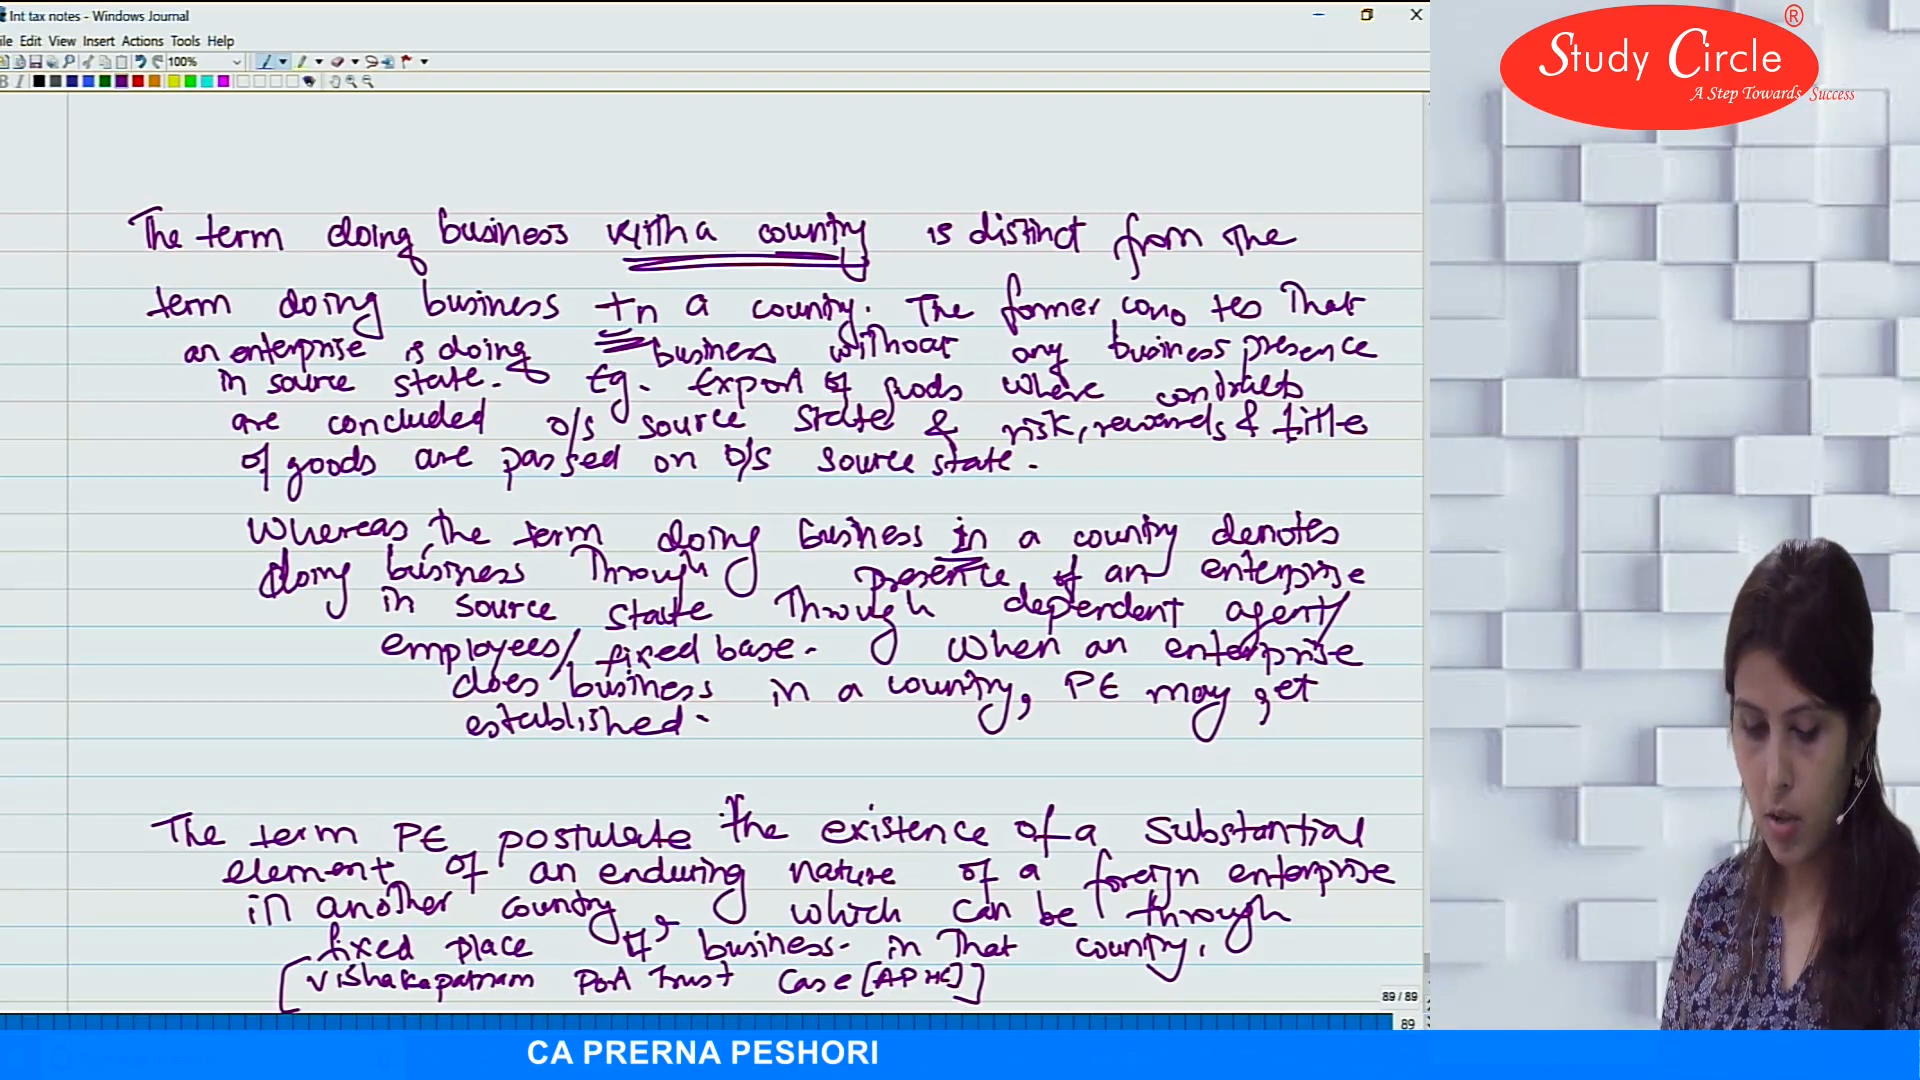 Int tax notes - Windows Journal
ile Edit View Insert Actions Tools Help
100%
B I
Study Circle ®
A Step Towards Success
The term doing business with a country is distinct from the
term doing business In a country. The former conotes that
an enterprise is doing business without any business presence
in source state. Eg. Export of goods where contracts
are concluded o/s source state & risk, rewards & title
of goods are passed on o/s source state.
Whereas, the term doing business in a country denotes
doing business through presence of an enterprise
in source state through dependent agent/
employees/ fixed base. When an enterprise
does business in a country, PE may get
established.
The term PE postulate the existence of a substantial
element of an enduring nature of a foreign enterprise
in another country, which can be through
fixed place of business. in that country.
[Vishakapatnam Port Trust Case [AP HC]]
89 / 89
89
CA PRERNA PESHORI